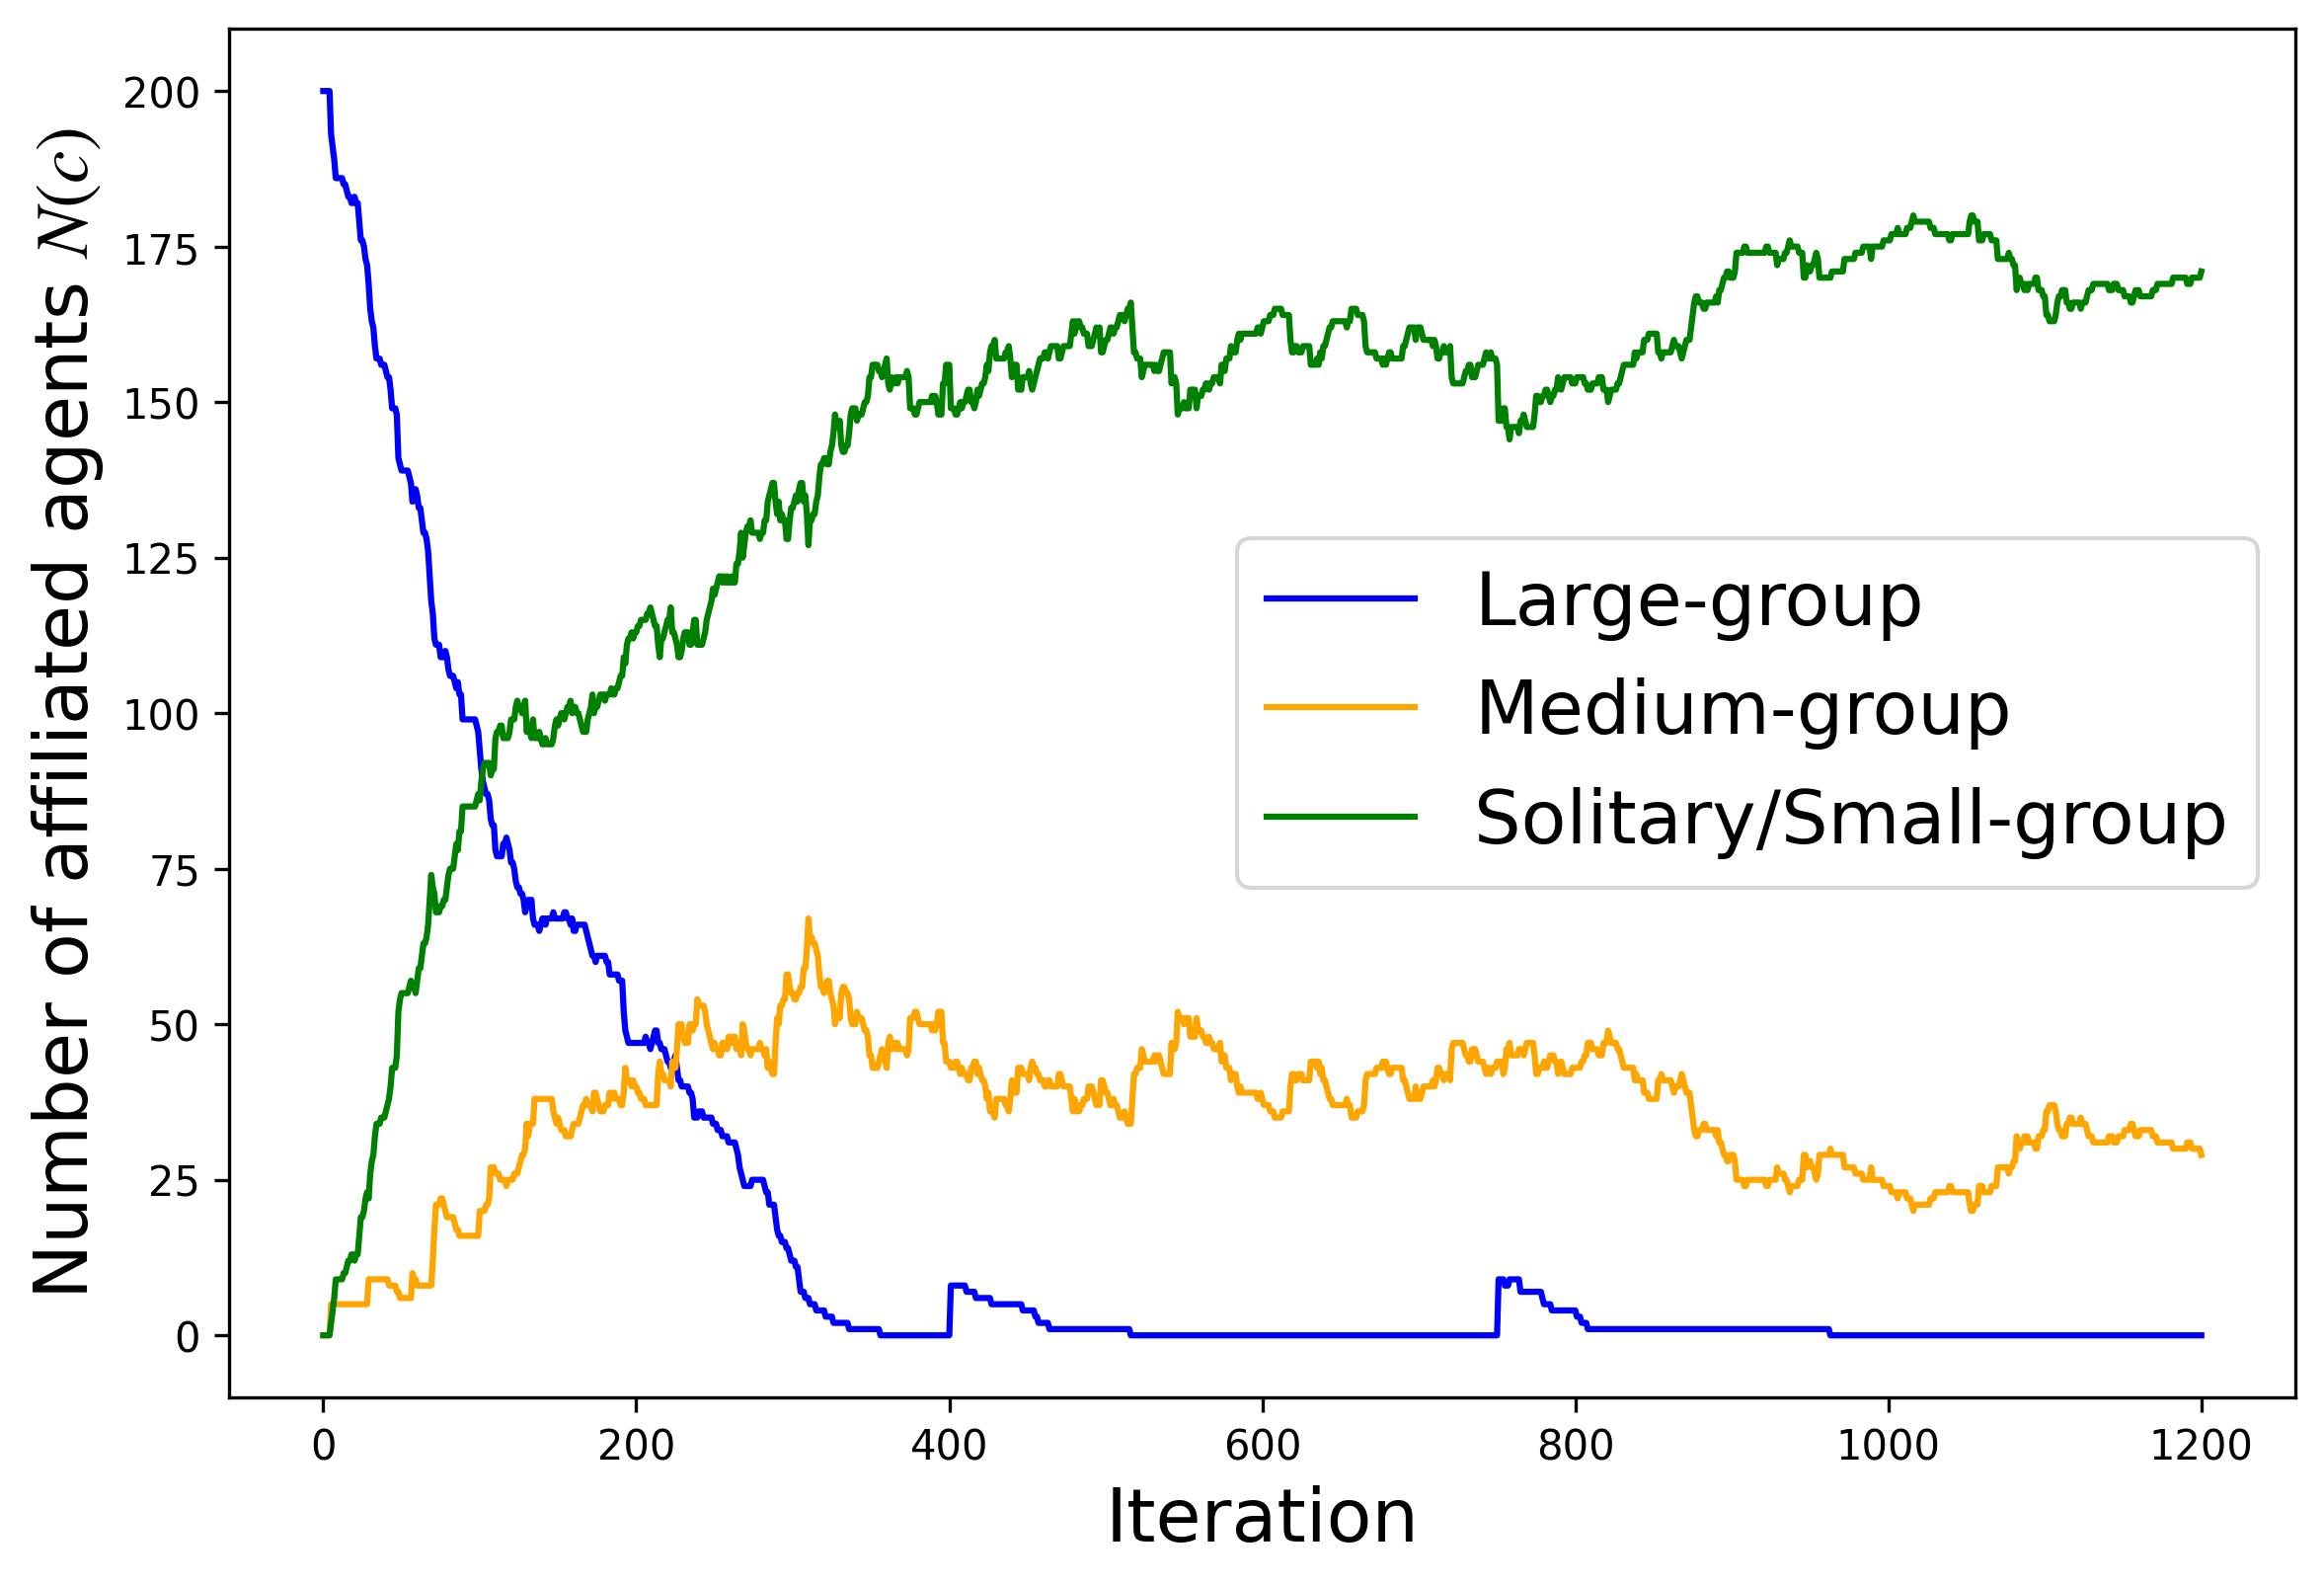 Number of affiliated agents N(c)
200
175
150
125
100
75
50
25
0
Large-group
Medium-group
Solitary/Small-group
0 200 400 600 800 1000 1200
Iteration